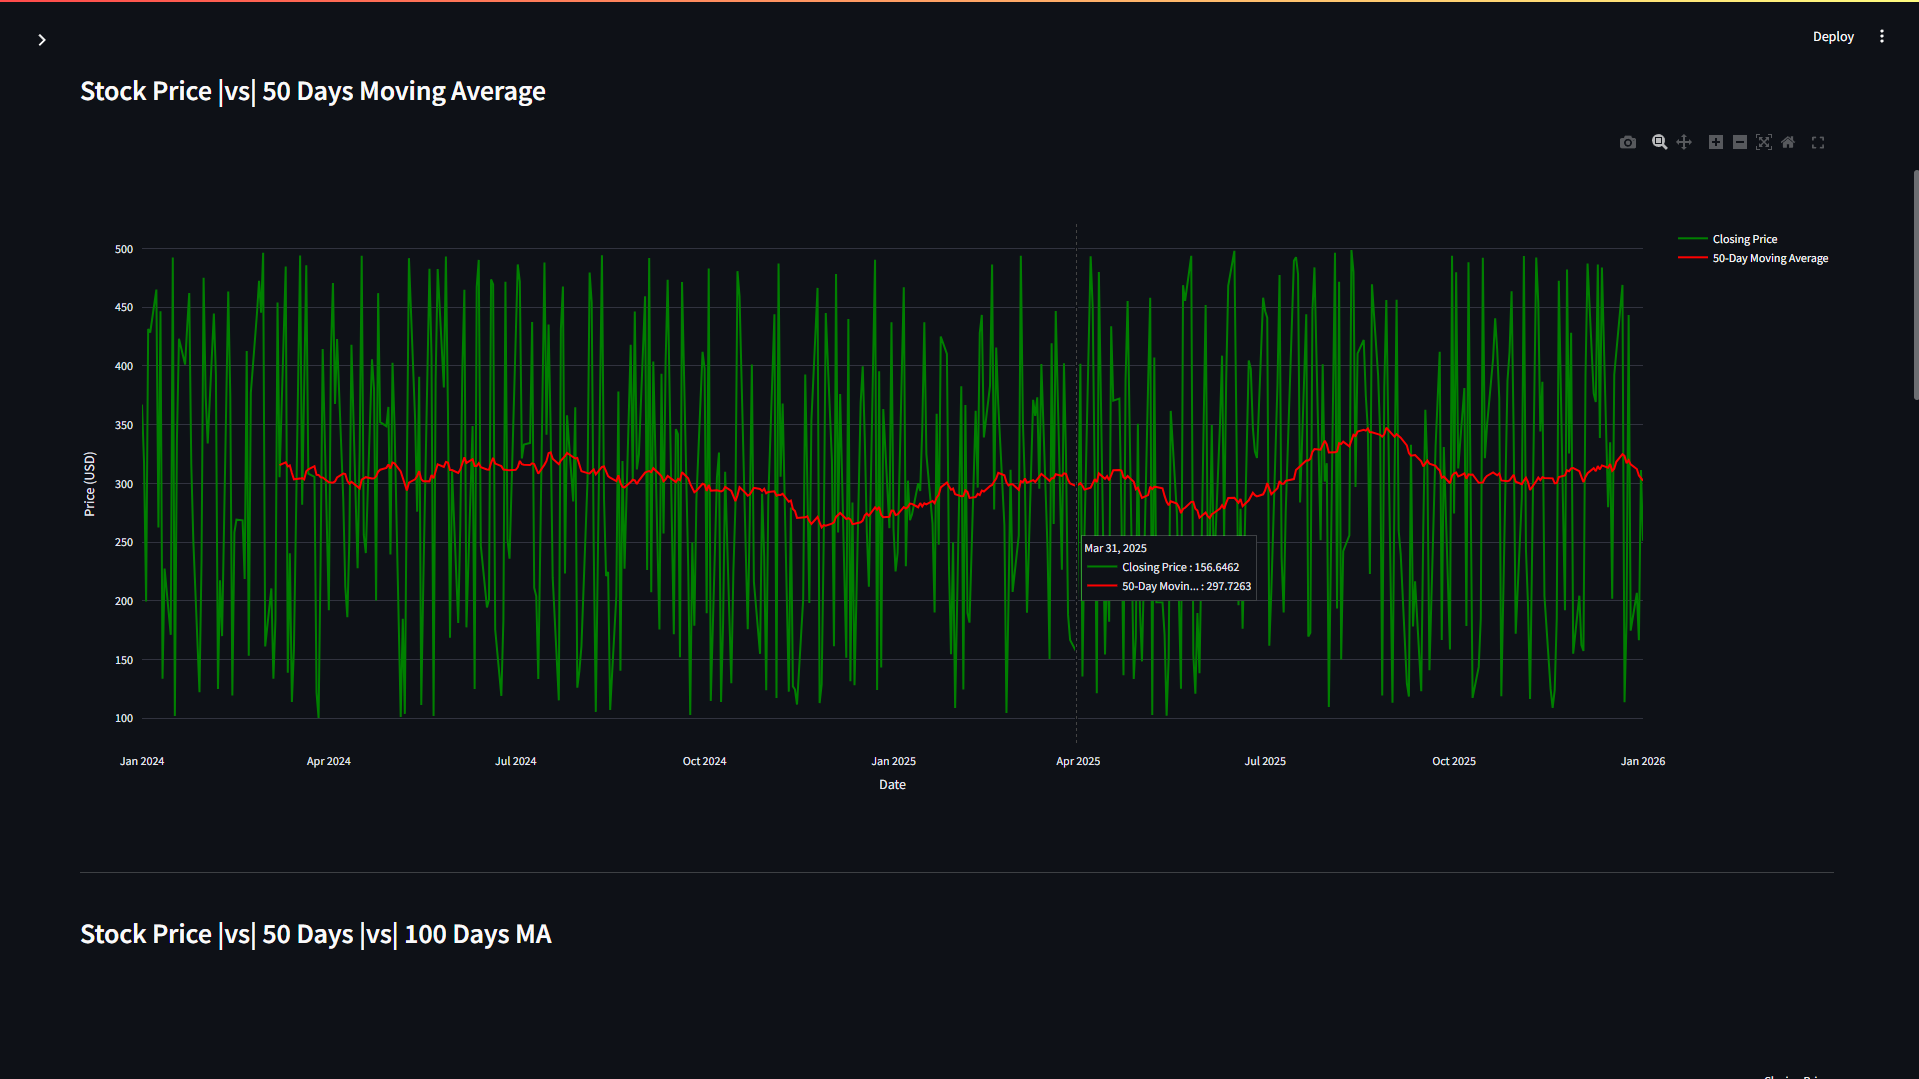 Deploy
Stock Price |vs| 50 Days Moving Average
Closing Price
50-Day Moving Average
500
450
400
350
300
250
200
150
100
Price (USD)
Mar 31, 2025
Closing Price : 156.6462
50-Day Movin... : 297.7263
Jan 2024
Apr 2024
Jul 2024
Oct 2024
Jan 2025
Apr 2025
Jul 2025
Oct 2025
Jan 2026
Date
Stock Price |vs| 50 Days |vs| 100 Days MA